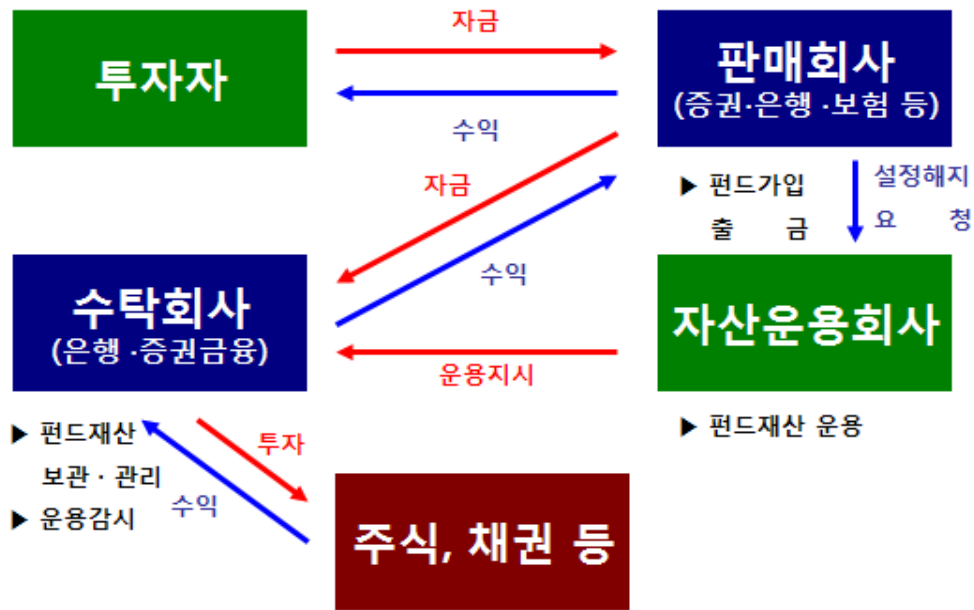 자금
투자자
판매회사
(증권·은행 ·보험 등)
수익
자금
▶ 펀드가입
출 금
설정해지
요 청
수익
수탁회사
(은행 ·증권금융)
자산운용회사
운용지시
▶ 펀드재산
보관 · 관리
▶ 운용감시
투자
수익
▶ 펀드재산 운용
주식, 채권 등